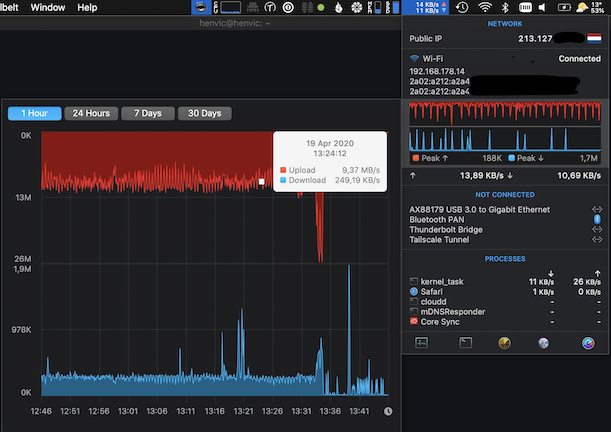 lbelt Window Help
14 KB/s
11 KB/s
13°
53%
henvic@henvic: ~
NETWORK
Public IP 213.127
Wi-Fi Connected
192.168.178.14
2a02:a212:a2a4
2a02:a212:a2a4
Peak ↑ 188K Peak ↓ 1,7M
↑ 13,89 KB/s ↓ 10,69 KB/s
NOT CONNECTED
AX88179 USB 3.0 to Gigabit Ethernet
Bluetooth PAN
Thunderbolt Bridge
Tailscale Tunnel
PROCESSES
↓ ↑
kernel_task 11 KB/s 26 KB/s
Safari 1 KB/s 0 KB/s
cloudd - -
mDNSResponder - -
Core Sync - -
1 Hour 24 Hours 7 Days 30 Days
19 Apr 2020
13:24:12
Upload 9,37 MB/s
Download 249,19 KB/s
0K
13M
26M
1,9M
978K
0K
12:46 12:51 12:56 13:01 13:06 13:11 13:16 13:21 13:26 13:31 13:36 13:41